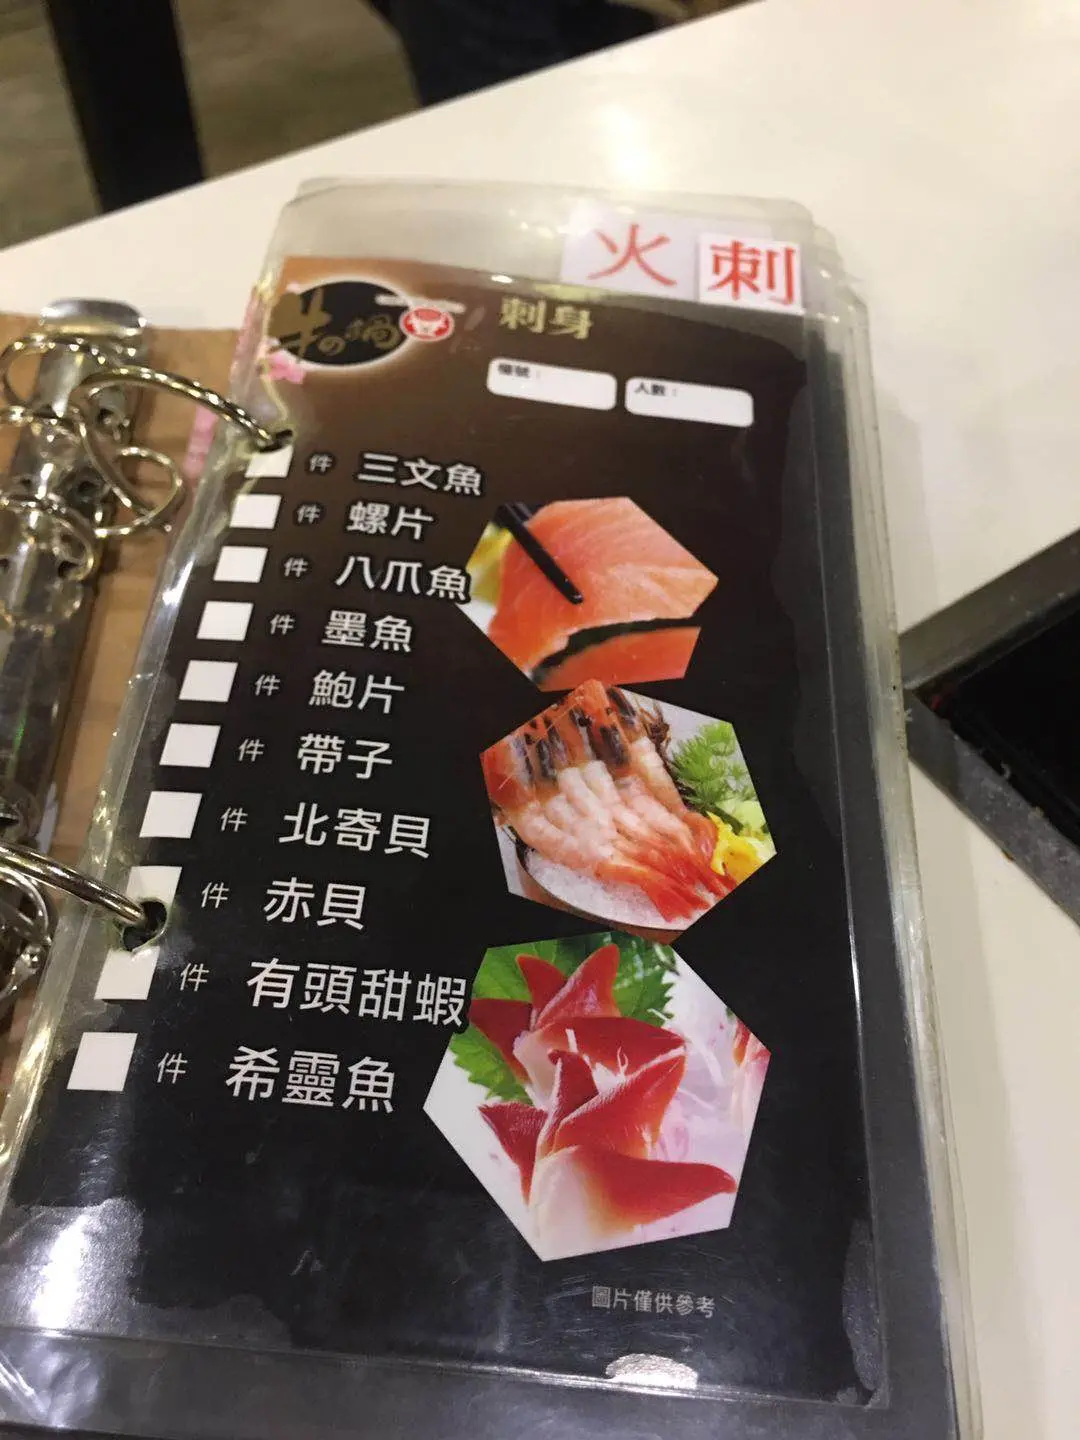 火 刺
牛の鍋
刺身
檯號：
人數：
件 三文魚
件 螺片
件 八爪魚
件 墨魚
件 鮑片
件 帶子
件 北寄貝
件 赤貝
件 有頭甜蝦
件 希靈魚
圖片僅供參考